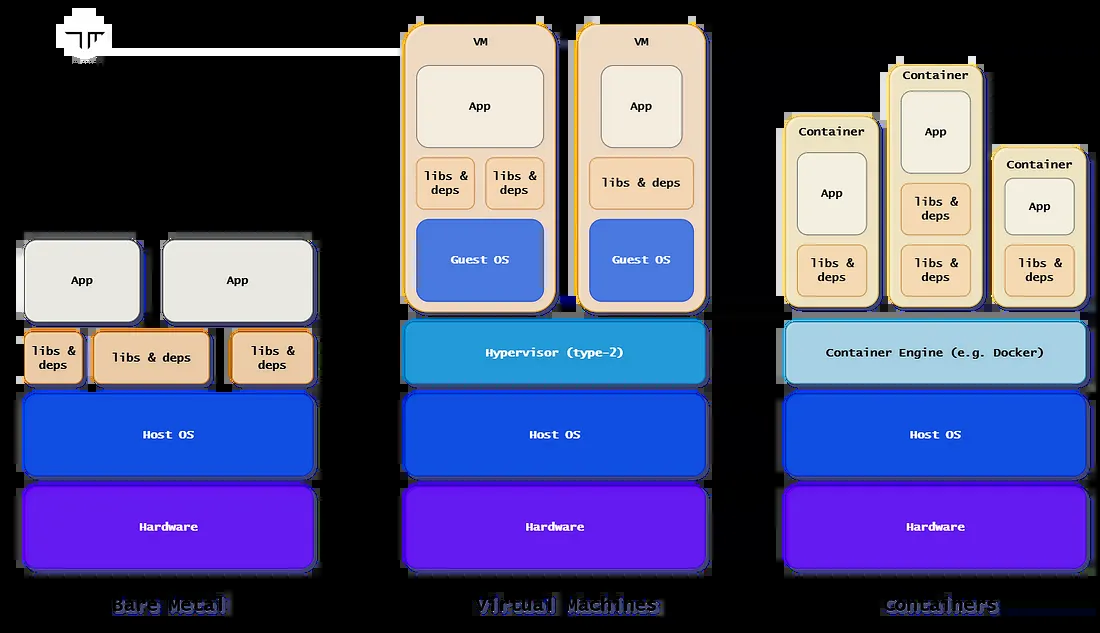 App
App
libs &
deps
libs & deps
libs &
deps
Host OS
Hardware
Bare Metal
VM
App
libs &
deps
libs &
deps
Guest OS
VM
App
libs & deps
Guest OS
Hypervisor (type-2)
Host OS
Hardware
Virtual Machines
Container
App
libs &
deps
Container
App
libs &
deps
libs &
deps
Container
App
libs &
deps
Container Engine (e.g. Docker)
Host OS
Hardware
Containers